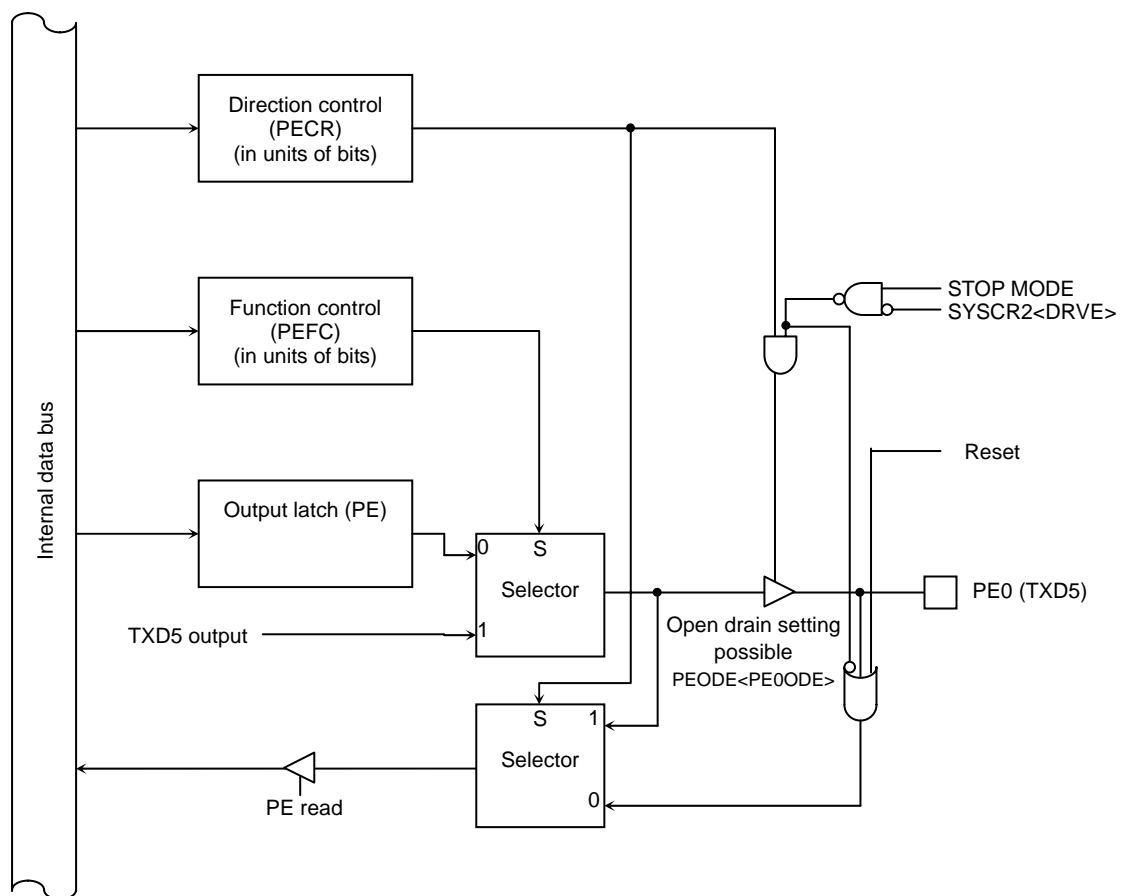 Direction control
(PECR)
(in units of bits)
STOP MODE
SYSCR2<DRVE>
Function control
(PEFC)
(in units of bits)
Internal data bus
Reset
Output latch (PE)
0
S
Selector
1
TXD5 output
PE0 (TXD5)
Open drain setting
possible
PEODE<PE0ODE>
S
1
Selector
0
PE read